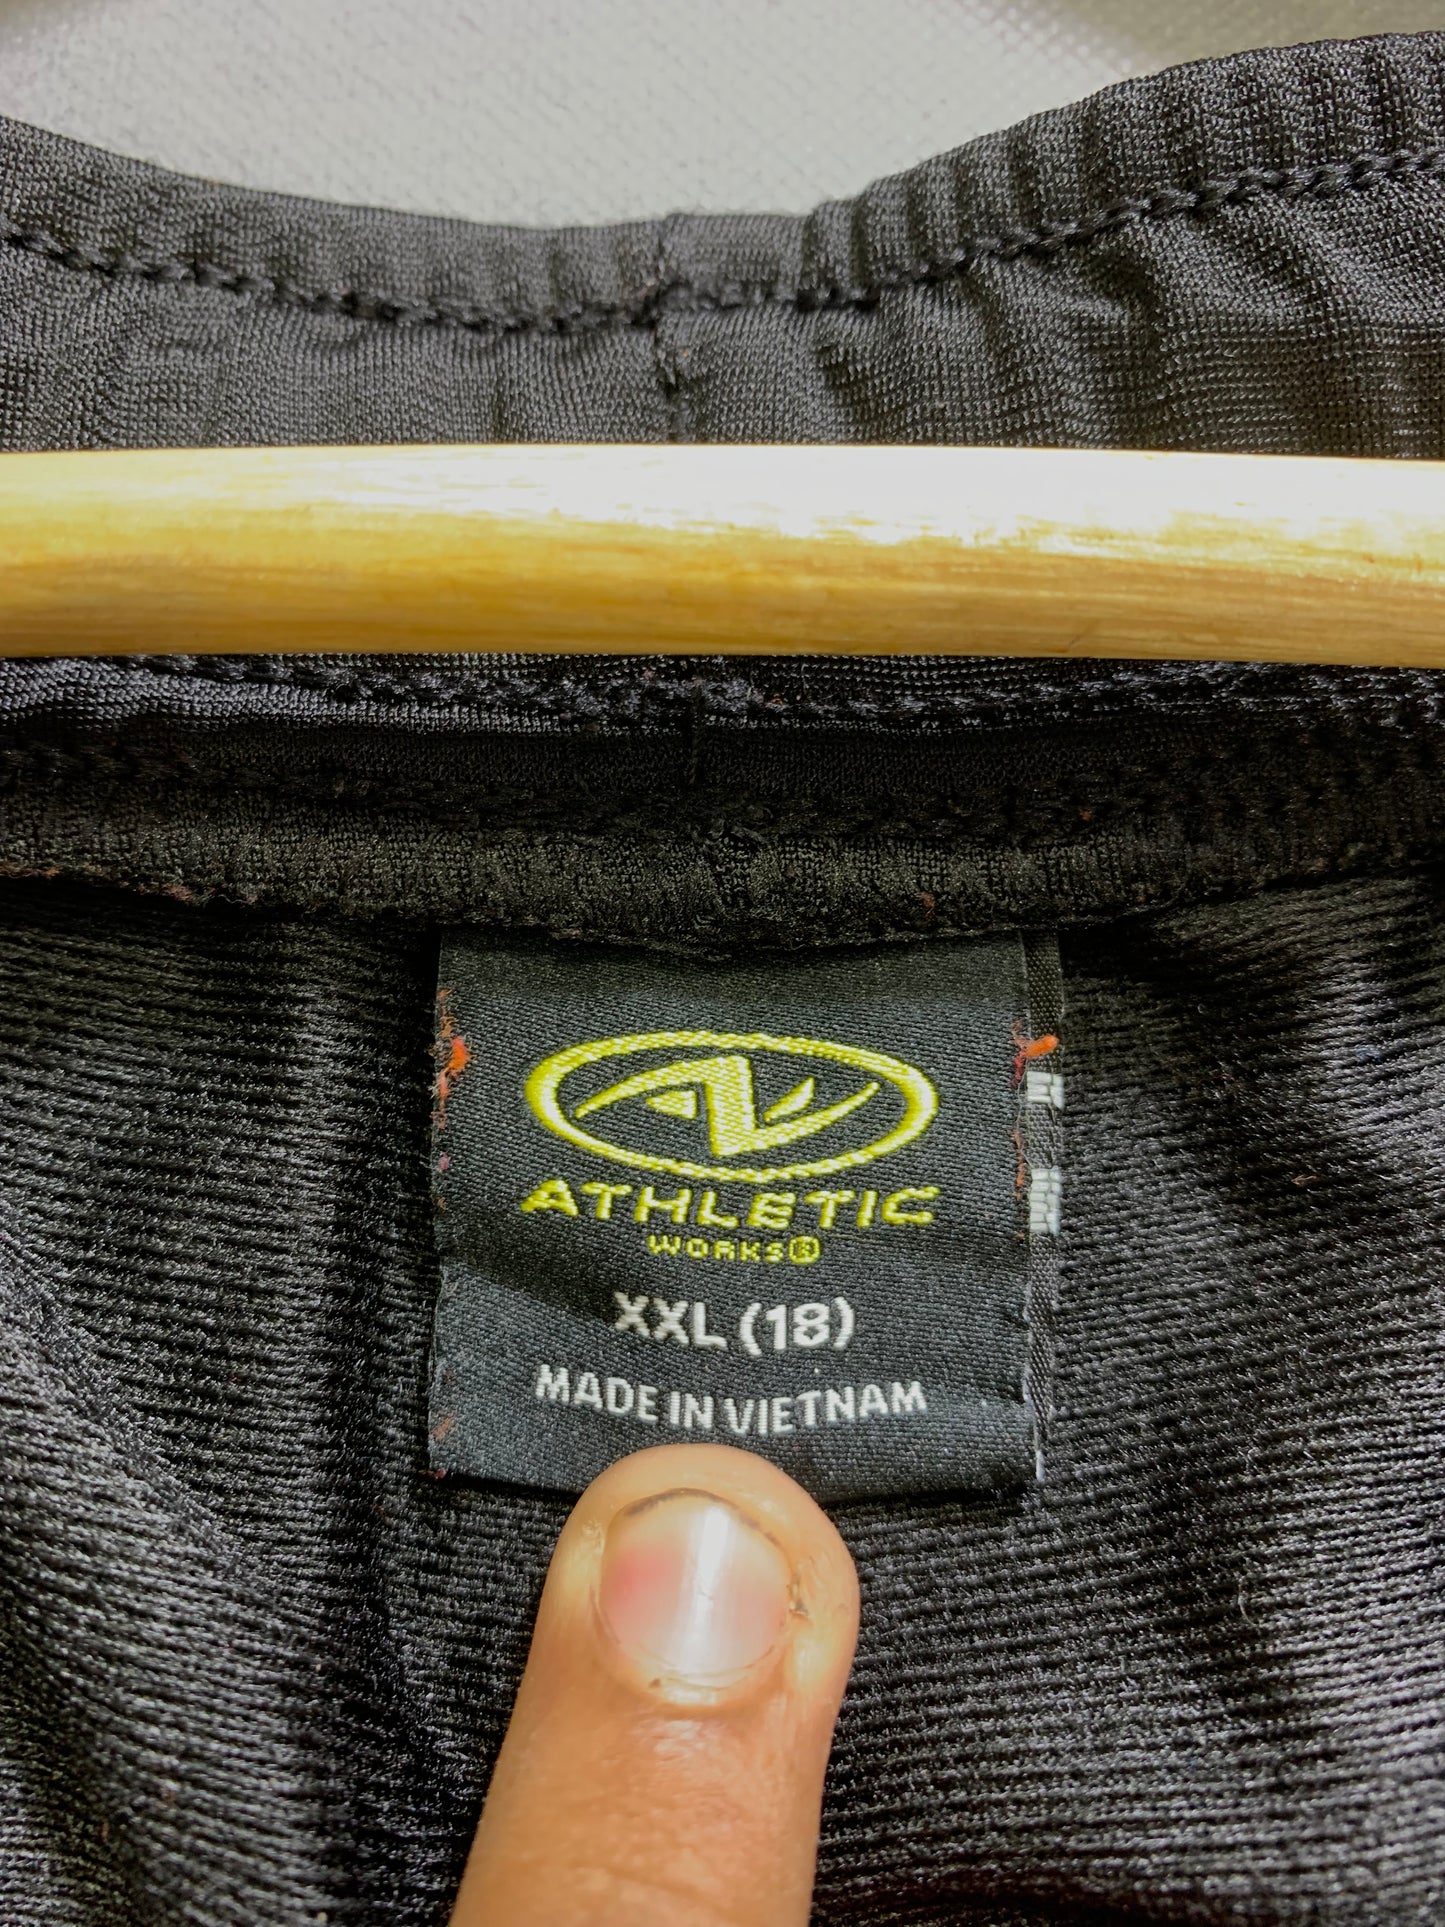 ATHLETIC
WORKS®
XXL (18)
MADE IN VIETNAM